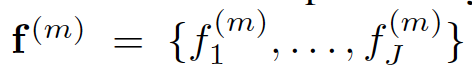 𝐟^{(m)} = {f_1^{(m)}, …, f_J^{(m)}}